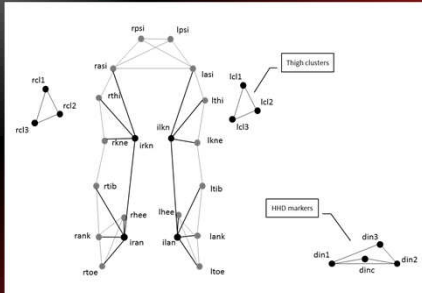 rpsi lpsi
rasi lasi
Thigh clusters
rcl1 lcl1
rthi lthi
rcl2 lcl2
rcl3 lcl3
ilkn
rkne irkn lkne
rtib ltib
HHD markers
rhee lhee
rank iran ilan lank
din3
din1 din2
dinc
rtoe ltoe